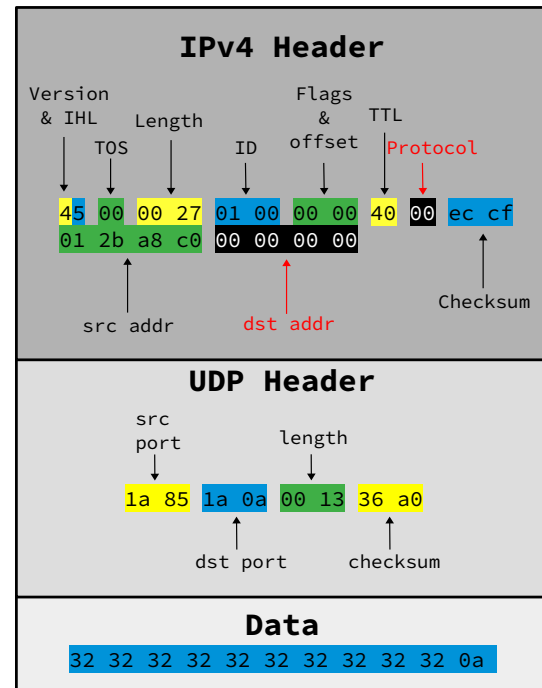 IPv4 Header
Version
& IHL
TOS
Length
ID
Flags
&
offset
TTL
Protocol
45 00 00 27 01 00 00 00 40 00 ec cf
01 2b a8 c0 00 00 00 00
src addr
dst addr
Checksum
UDP Header
src
port
length
1a 85 1a 0a 00 13 36 a0
dst port
checksum
Data
32 32 32 32 32 32 32 32 32 32 0a